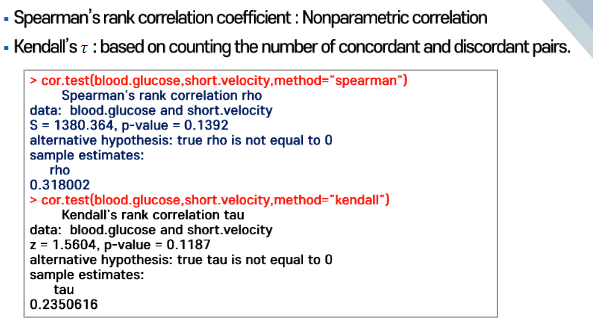 ▪ Spearman's rank correlation coefficient : Nonparametric correlation
▪ Kendall's τ : based on counting the number of concordant and discordant pairs.
> cor.test(blood.glucose,short.velocity,method="spearman")
Spearman's rank correlation rho
data: blood.glucose and short.velocity
S = 1380.364, p-value = 0.1392
alternative hypothesis: true rho is not equal to 0
sample estimates:
rho
0.318002
> cor.test(blood.glucose,short.velocity,method="kendall")
Kendall's rank correlation tau
data: blood.glucose and short.velocity
z = 1.5604, p-value = 0.1187
alternative hypothesis: true tau is not equal to 0
sample estimates:
tau
0.2350616